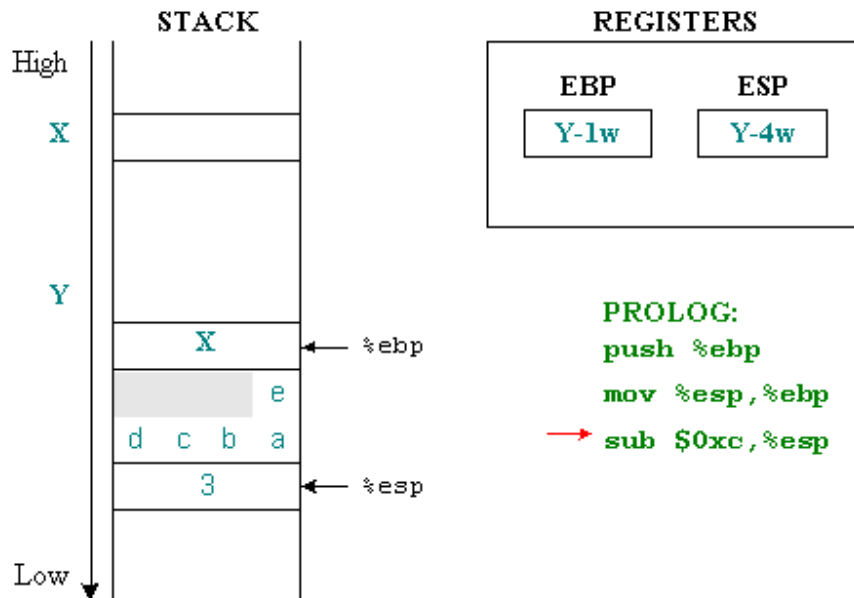 STACK
High
X
Y
X
%ebp
e
d c b a
3
%esp
Low
REGISTERS
EBP ESP
Y-1w Y-4w
PROLOG:
push %ebp
mov %esp,%ebp
sub $0xc,%esp